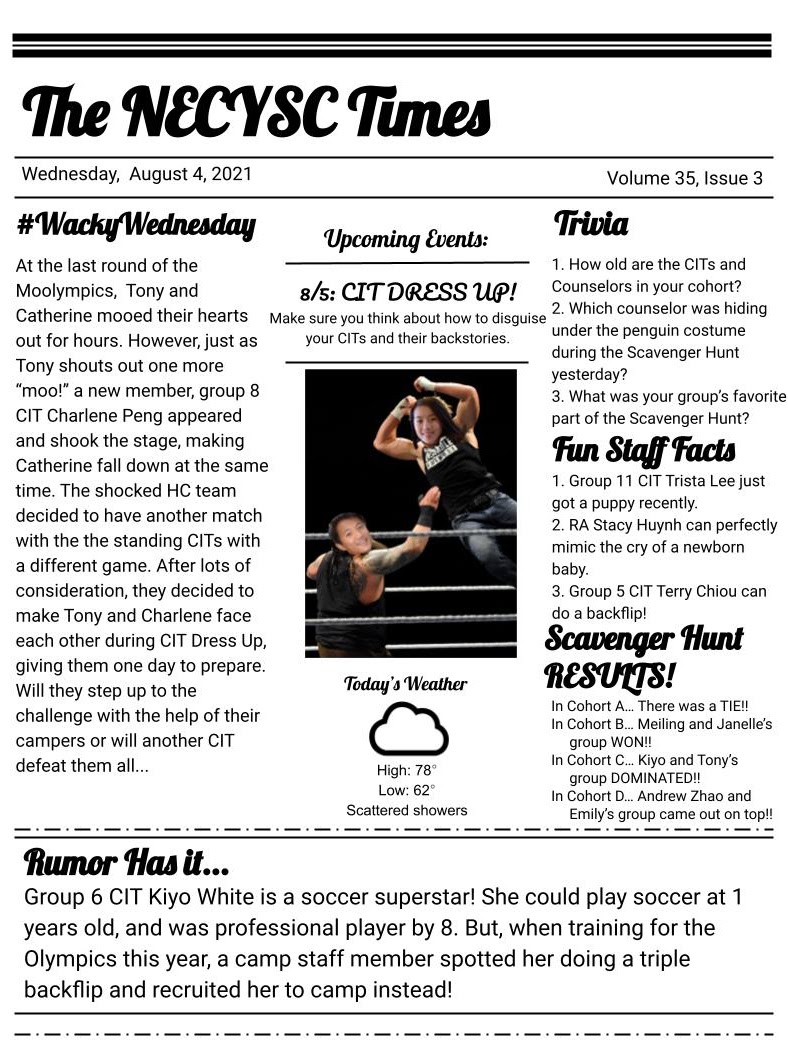 The NECYSC Times
Wednesday, August 4, 2021
Volume 35, Issue 3
#WackyWednesday
At the last round of the
Moolympics, Tony and
Catherine mooed their hearts
out for hours. However, just as
Tony shouts out one more
“moo!” a new member, group 8
CIT Charlene Peng appeared
and shook the stage, making
Catherine fall down at the same
time. The shocked HC team
decided to have another match
with the the standing CITs with
a different game. After lots of
consideration, they decided to
make Tony and Charlene face
each other during CIT Dress Up,
giving them one day to prepare.
Will they step up to the
challenge with the help of their
campers or will another CIT
defeat them all...
Upcoming Events:
8/5: CIT DRESS UP!
Make sure you think about how to disguise
your CITs and their backstories.
Today's Weather
High: 78°
Low: 62°
Scattered showers
Trivia
1. How old are the CITs and
Counselors in your cohort?
2. Which counselor was hiding
under the penguin costume
during the Scavenger Hunt
yesterday?
3. What was your group’s favorite
part of the Scavenger Hunt?
Fun Staff Facts
1. Group 11 CIT Trista Lee just
got a puppy recently.
2. RA Stacy Huynh can perfectly
mimic the cry of a newborn
baby.
3. Group 5 CIT Terry Chiou can
do a backflip!
Scavenger Hunt
RESULTS!
In Cohort A… There was a TIE!!
In Cohort B… Meiling and Janelle’s
group WON!!
In Cohort C… Kiyo and Tony’s
group DOMINATED!!
In Cohort D… Andrew Zhao and
Emily’s group came out on top!!
Rumor Has it...
Group 6 CIT Kiyo White is a soccer superstar! She could play soccer at 1
years old, and was professional player by 8. But, when training for the
Olympics this year, a camp staff member spotted her doing a triple
backflip and recruited her to camp instead!